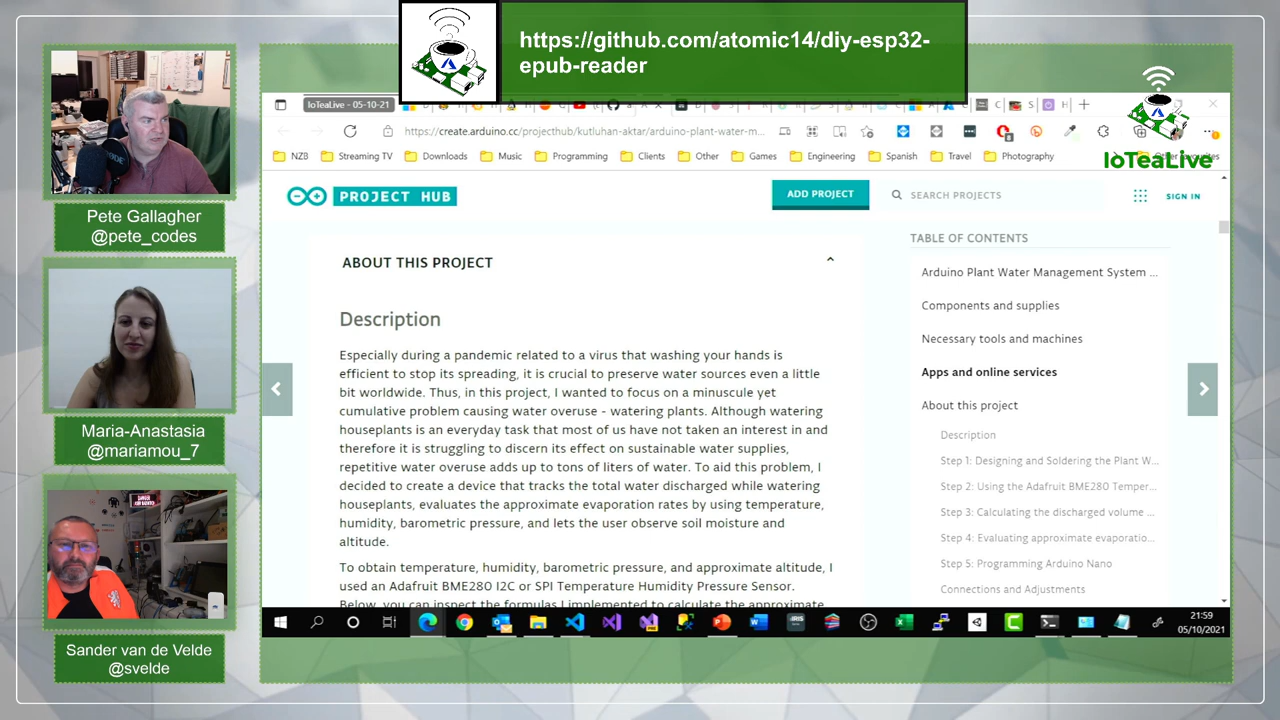 https://github.com/atomic14/diy-esp32-
epub-reader
IoTeaLive - 05-10-21
https://create.arduino.cc/projecthub/kutluhan-aktar/arduino-plant-water-m...
IoTeaLive
NZB
Streaming TV
Downloads
Music
Programming
Clients
Other
Games
Engineering
Spanish
Travel
Photography
PROJECT HUB
ADD PROJECT
SEARCH PROJECTS
SIGN IN
Pete Gallagher
@pete_codes
Maria-Anastasia
@mariamou_7
Sander van de Velde
@svelde
ABOUT THIS PROJECT
Description
Especially during a pandemic related to a virus that washing your hands is
efficient to stop its spreading, it is crucial to preserve water sources even a little
bit worldwide. Thus, in this project, I wanted to focus on a minuscule yet
cumulative problem causing water overuse - watering plants. Although watering
houseplants is an everyday task that most of us have not taken an interest in and
therefore it is struggling to discern its effect on sustainable water supplies,
repetitive water overuse adds up to tons of liters of water. To aid this problem, I
decided to create a device that tracks the total water discharged while watering
houseplants, evaluates the approximate evaporation rates by using temperature,
humidity, barometric pressure, and lets the user observe soil moisture and
altitude.
To obtain temperature, humidity, barometric pressure, and approximate altitude, I
used an Adafruit BME280 I2C or SPI Temperature Humidity Pressure Sensor.
Below, you can inspect the formulas I implemented to calculate the approximate
TABLE OF CONTENTS
Arduino Plant Water Management System ...
Components and supplies
Necessary tools and machines
Apps and online services
About this project
Description
Step 1: Designing and Soldering the Plant W...
Step 2: Using the Adafruit BME280 Temper...
Step 3: Calculating the discharged volume ...
Step 4: Evaluating approximate evaporatio...
Step 5: Programming Arduino Nano
Connections and Adjustments
21:59
05/10/2021